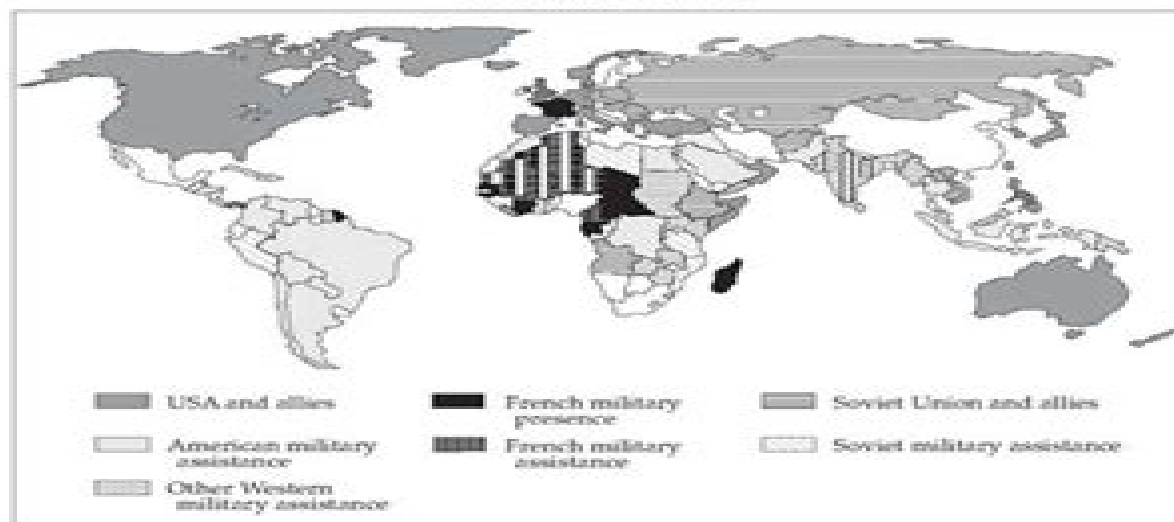 USA and allies
French military
presence
Soviet Union and allies
American military
assistance
French military
assistance
Soviet military assistance
Other Western
military assistance